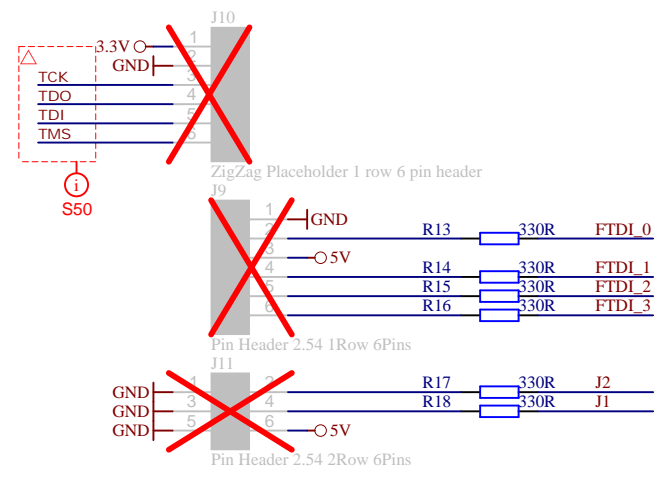 J10
3.3V 1
GND 2
TCK 3
TDO 4
TDI 5
TMS 6
ZigZag Placeholder 1 row 6 pin header
i
S50
J9
1 GND
2 R13 330R FTDI_0
3 5V
4 R14 330R FTDI_1
5 R15 330R FTDI_2
6 R16 330R FTDI_3
Pin Header 2.54 1Row 6Pins
J11
GND 1 2 R17 330R J2
GND 3 4 R18 330R J1
GND 5 6 5V
Pin Header 2.54 2Row 6Pins